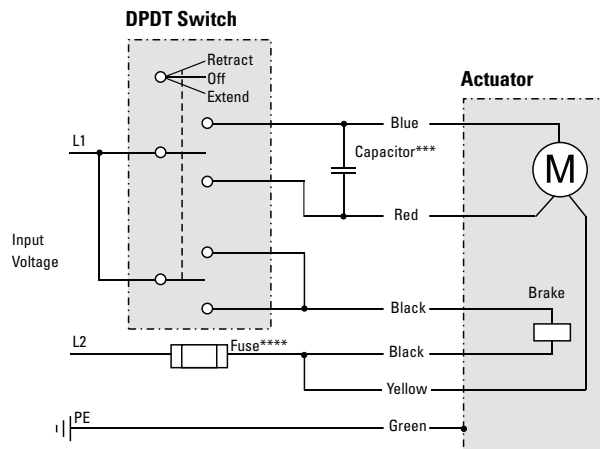 DPDT Switch
Retract
Off
Extend
Actuator
L1
Blue
Capacitor***
M
Red
Input
Voltage
Brake
Black
L2
Fuse****
Black
Yellow
PE
Green